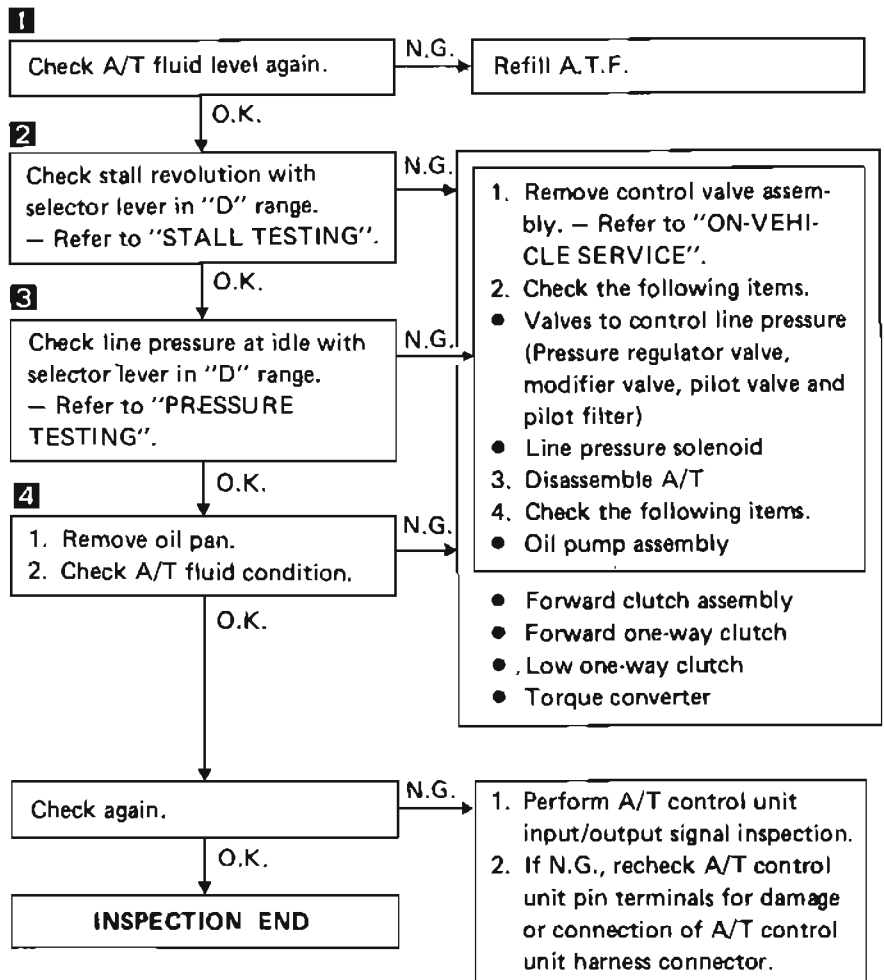 1
Check A/T fluid level again.
N.G.
Refill A.T.F.
O.K.
2
Check stall revolution with
selector lever in "D" range.
— Refer to "STALL TESTING".
N.G.
O.K.
3
Check line pressure at idle with
selector lever in "D" range.
— Refer to "PRESSURE
TESTING".
N.G.
O.K.
4
1. Remove oil pan.
2. Check A/T fluid condition.
N.G.
O.K.
1. Remove control valve assem-
bly. — Refer to "ON-VEHI-
CLE SERVICE".
2. Check the following items.
● Valves to control line pressure
(Pressure regulator valve,
modifier valve, pilot valve and
pilot filter)
● Line pressure solenoid
3. Disassemble A/T
4. Check the following items.
● Oil pump assembly
● Forward clutch assembly
● Forward one-way clutch
● Low one-way clutch
● Torque converter
Check again.
N.G.
O.K.
1. Perform A/T control unit
input/output signal inspection.
2. If N.G., recheck A/T control
unit pin terminals for damage
or connection of A/T control
unit harness connector.
INSPECTION END